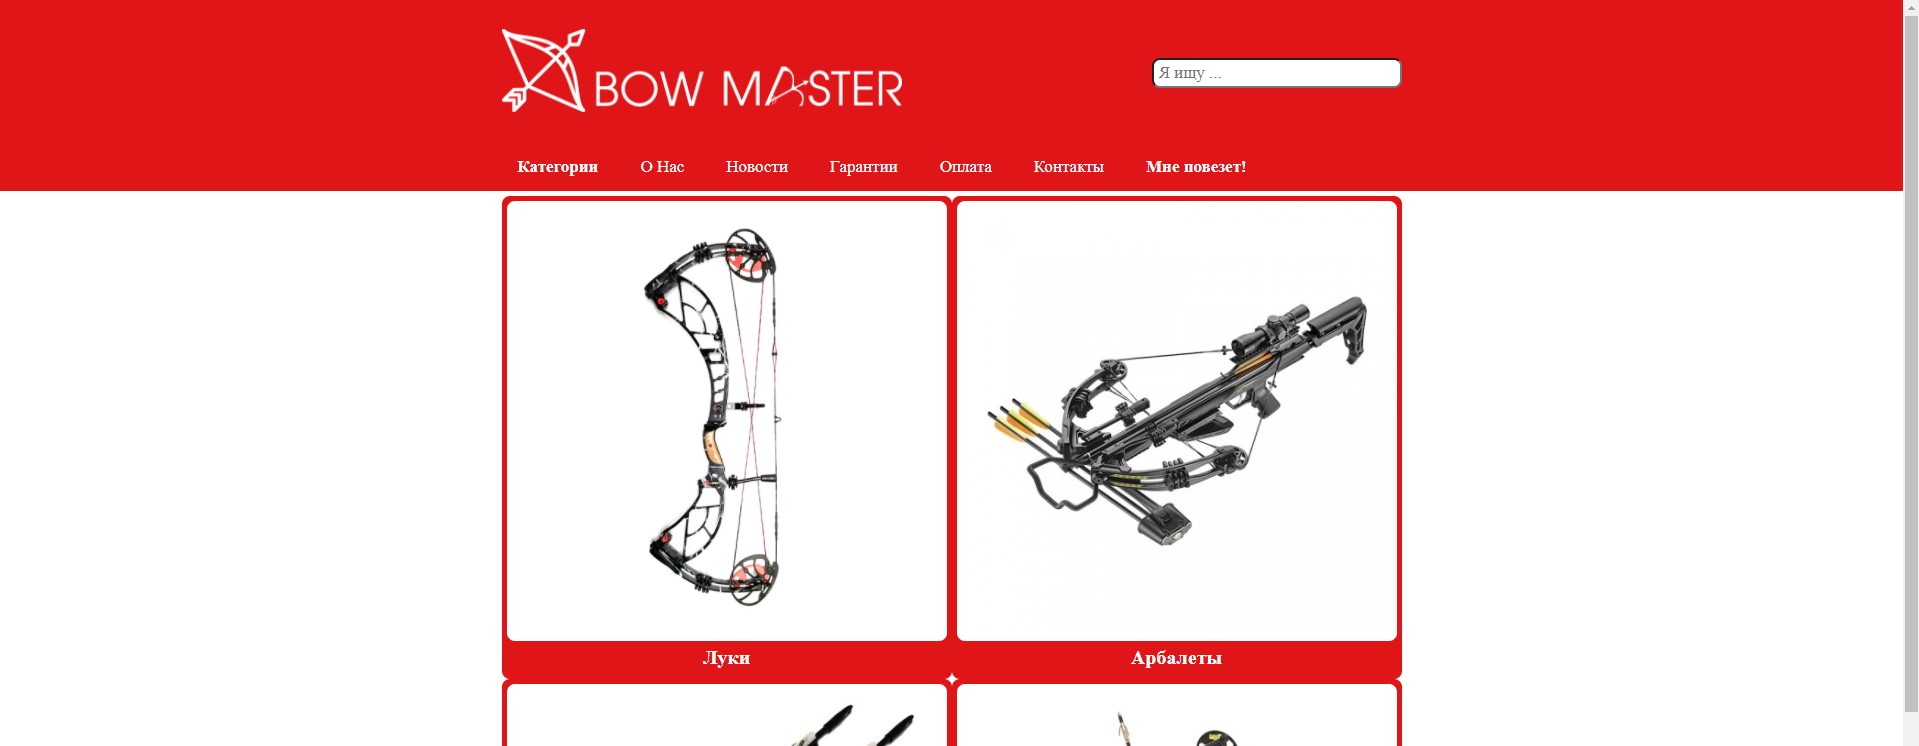 BOW MASTER
Я ищу ...
Категории О Нас Новости Гарантии Оплата Контакты Мне повезет!
Луки
Арбалеты